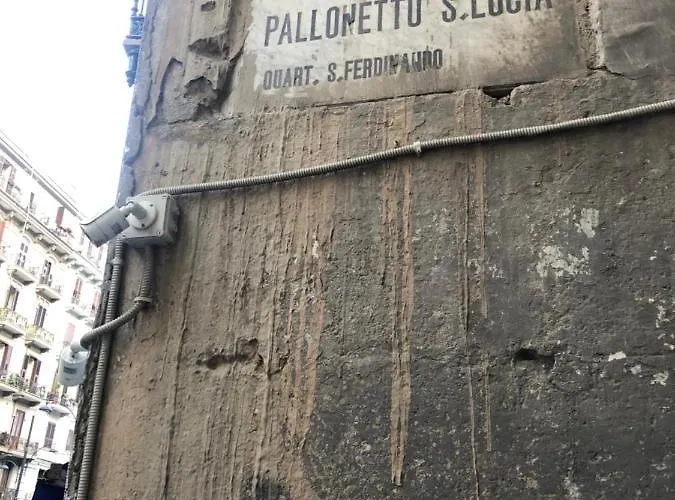 PALLONETTO S. LUCIA
QUART. S. FERDINANDO